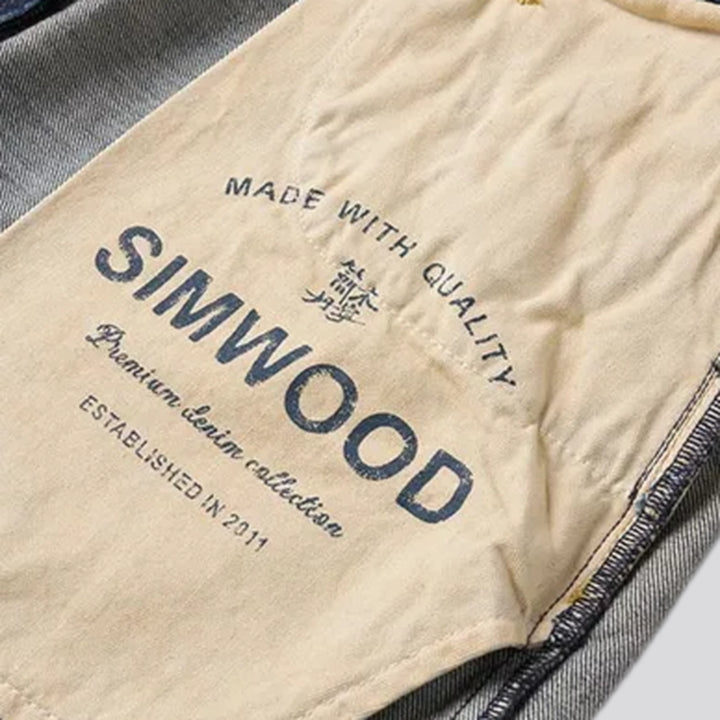 MADE WITH QUALITY
SIMWOOD
Premium denim collection
ESTABLISHED IN 2011